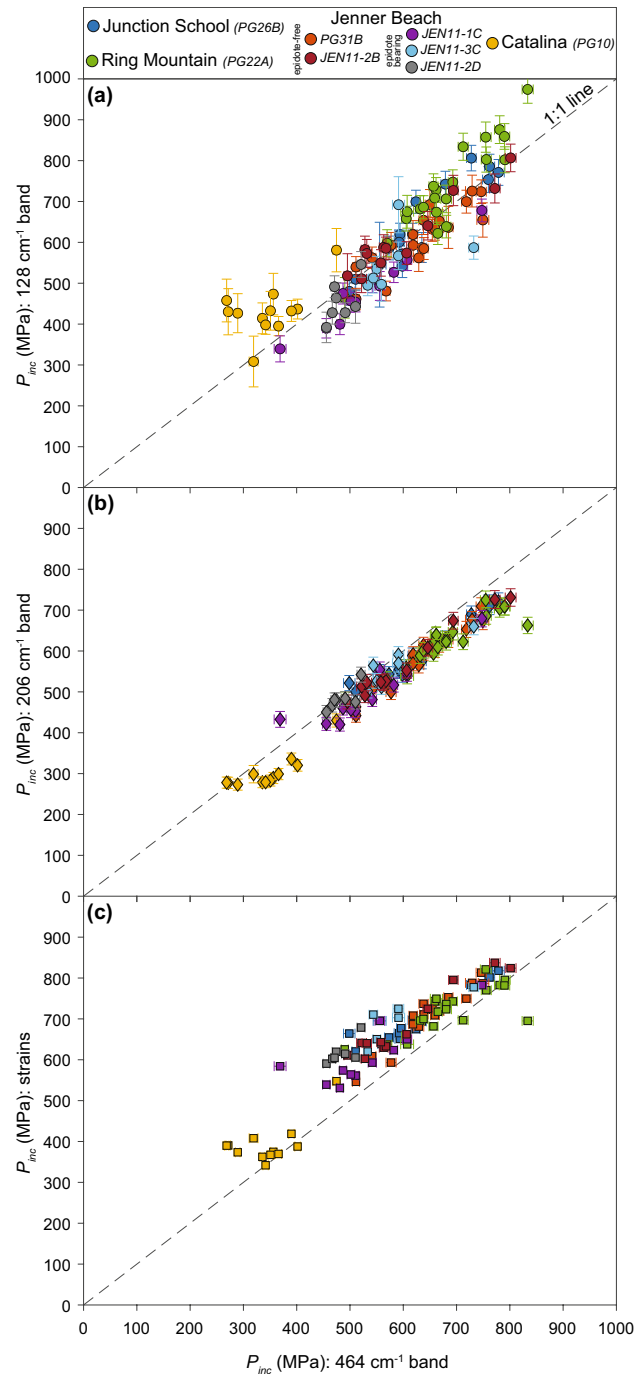 Jenner Beach
Junction School (PG26B)
Ring Mountain (PG22A)
epidote-free
PG31B
JEN11-2B
epidote
bearing
JEN11-1C
JEN11-3C
JEN11-2D
Catalina (PG10)
(a)
1:1 line
1000
900
800
700
600
500
400
300
200
100
0
Pinc (MPa): 128 cm-1 band
(b)
900
800
700
600
500
400
300
200
100
0
Pinc (MPa): 206 cm-1 band
(c)
900
800
700
600
500
400
300
200
100
0
Pinc (MPa): strains
0 100 200 300 400 500 600 700 800 900 1000
Pinc (MPa): 464 cm-1 band